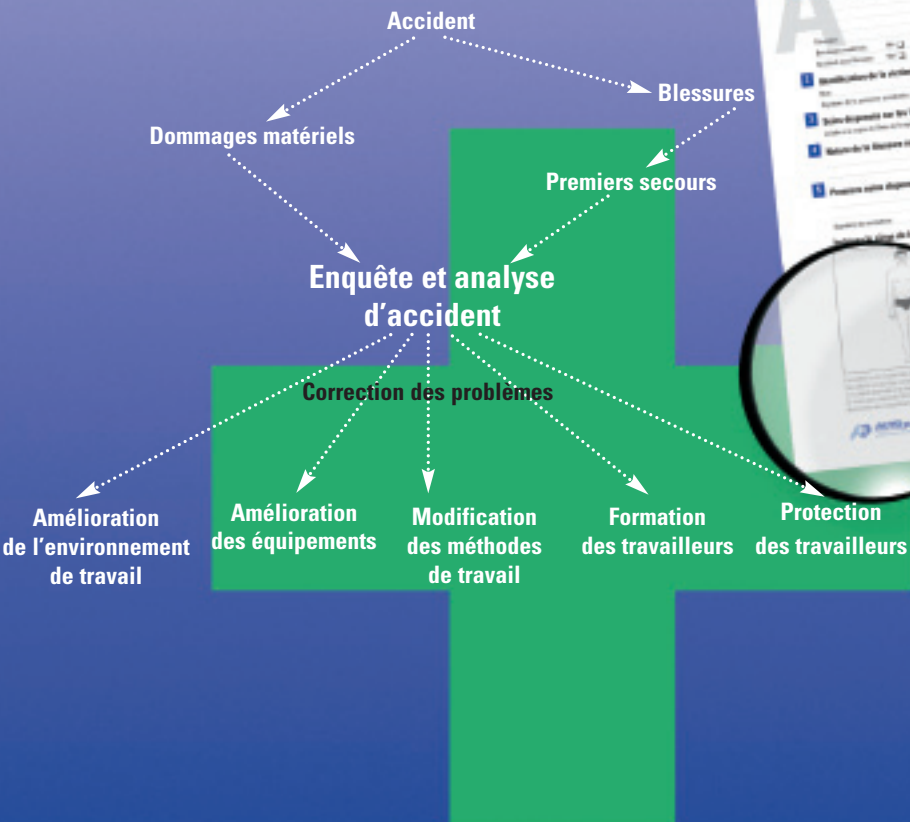 Accident
Blessures
Dommages matériels
Premiers secours
Enquête et analyse
d'accident
Correction des problèmes
Amélioration
de l'environnement
de travail
Amélioration
des équipements
Modification
des méthodes
de travail
Formation
des travailleurs
Protection
des travailleurs
A